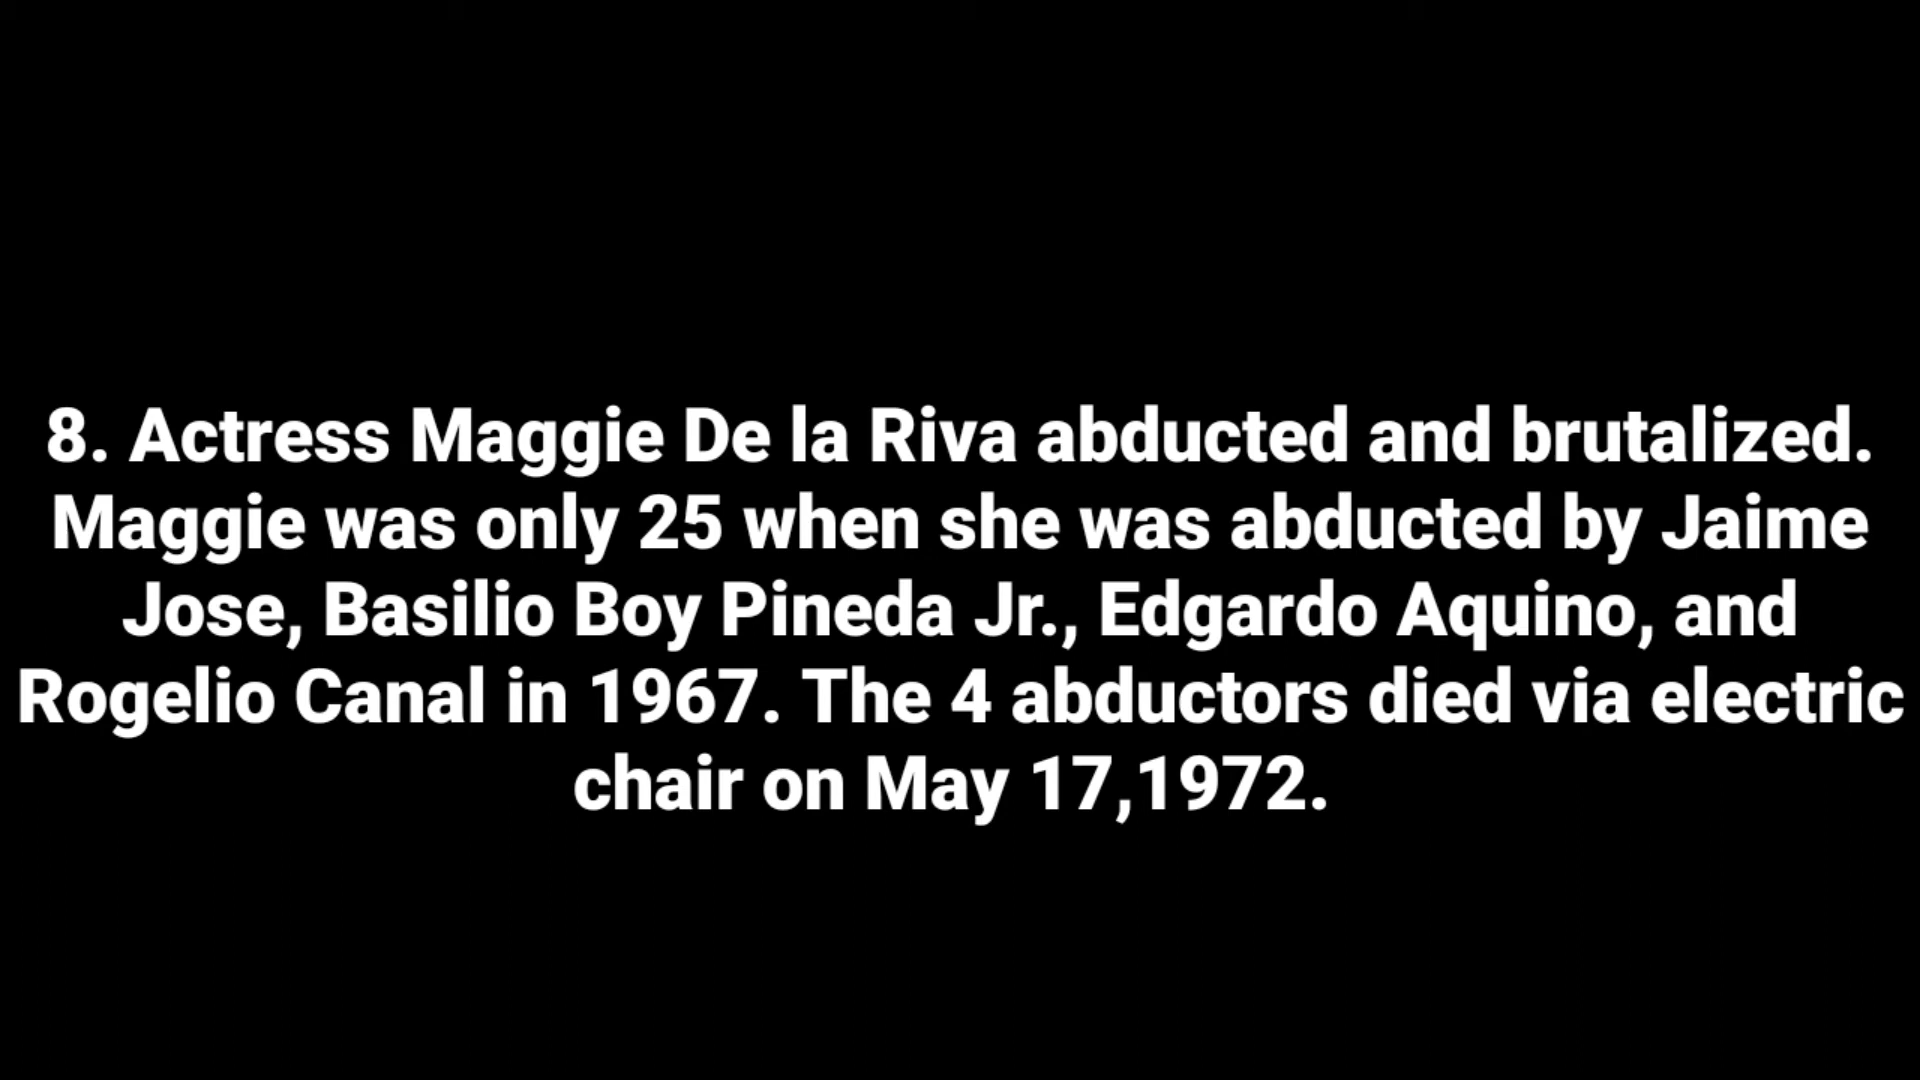 8. Actress Maggie De la Riva abducted and brutalized.
Maggie was only 25 when she was abducted by Jaime
Jose, Basilio Boy Pineda Jr., Edgardo Aquino, and
Rogelio Canal in 1967. The 4 abductors died via electric
chair on May 17,1972.